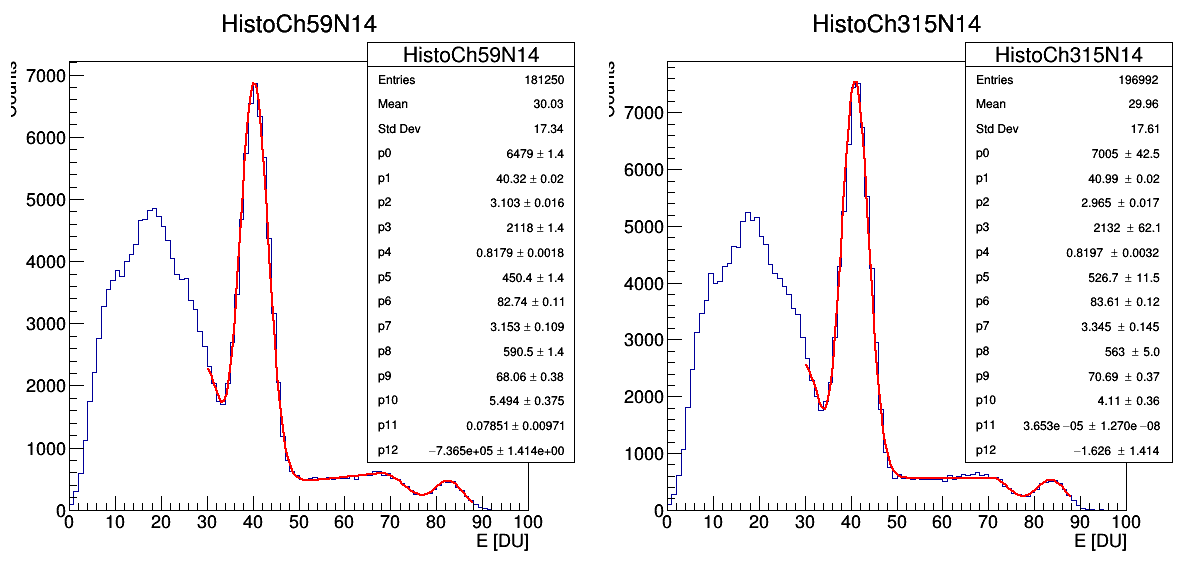 HistoCh59N14
HistoCh59N14
Entries 181250
Mean 30.03
Std Dev 17.34
p0 6479 ± 1.4
p1 40.32 ± 0.02
p2 3.103 ± 0.016
p3 2118 ± 1.4
p4 0.8179 ± 0.0018
p5 450.4 ± 1.4
p6 82.74 ± 0.11
p7 3.153 ± 0.109
p8 590.5 ± 1.4
p9 68.06 ± 0.38
p10 5.494 ± 0.375
p11 0.07851 ± 0.00971
p12 −7.365e+05 ± 1.414e+00
7000
6000
5000
4000
3000
2000
1000
0
0 10 20 30 40 50 60 70 80 90 100
E [DU]
HistoCh315N14
HistoCh315N14
Entries 196992
Mean 29.96
Std Dev 17.61
p0 7005 ± 42.5
p1 40.99 ± 0.02
p2 2.965 ± 0.017
p3 2132 ± 62.1
p4 0.8197 ± 0.0032
p5 526.7 ± 11.5
p6 83.61 ± 0.12
p7 3.345 ± 0.145
p8 563 ± 5.0
p9 70.69 ± 0.37
p10 4.11 ± 0.36
p11 3.653e −05 ± 1.270e −08
p12 −1.626 ± 1.414
7000
6000
5000
4000
3000
2000
1000
0
0 10 20 30 40 50 60 70 80 90 100
E [DU]